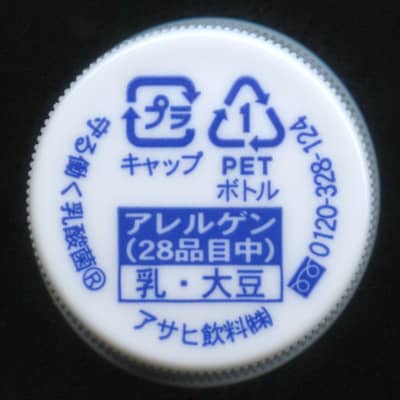 プラ
キャップ
1
PET
ボトル
守る働く乳酸菌®
0120-328-124
アレルゲン
(28品目中)
乳・大豆
アサヒ飲料㈱